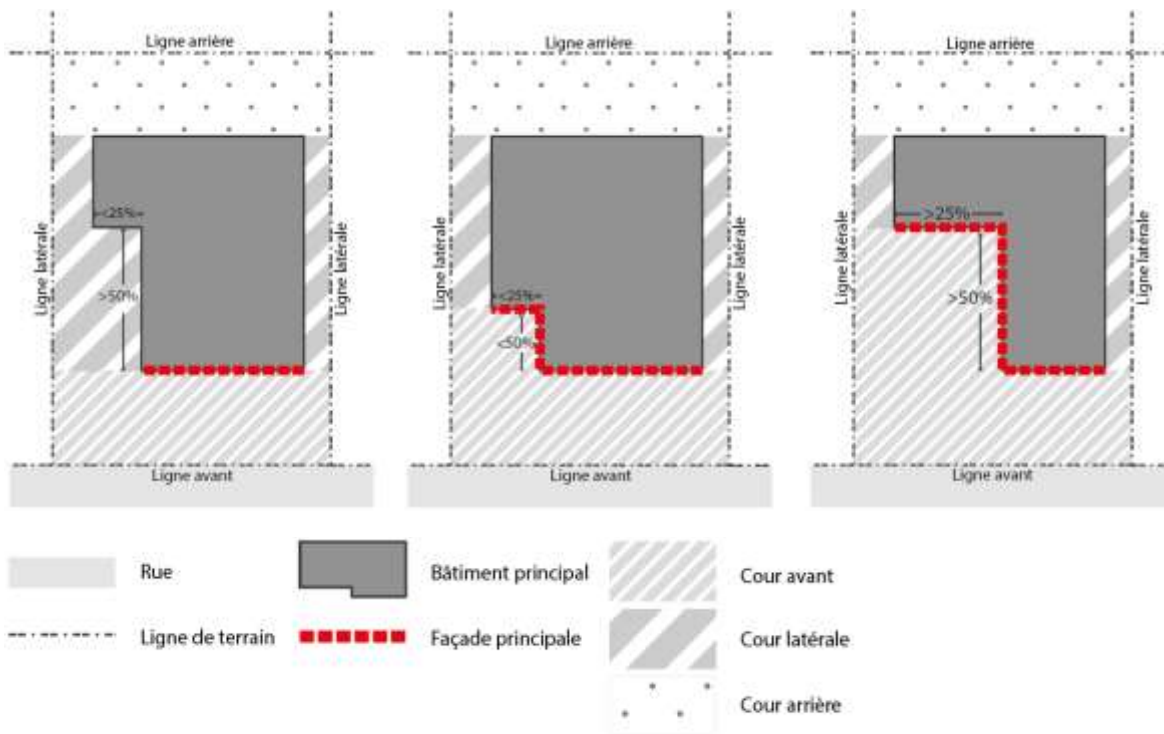 Ligne arrière
Ligne latérale
<25%
>50%
Ligne latérale
Ligne avant
Ligne arrière
Ligne latérale
<25%
<50%
Ligne latérale
Ligne avant
Ligne arrière
Ligne latérale
>25%
>50%
Ligne latérale
Ligne avant
Rue
Bâtiment principal
Cour avant
Ligne de terrain
Façade principale
Cour latérale
Cour arrière